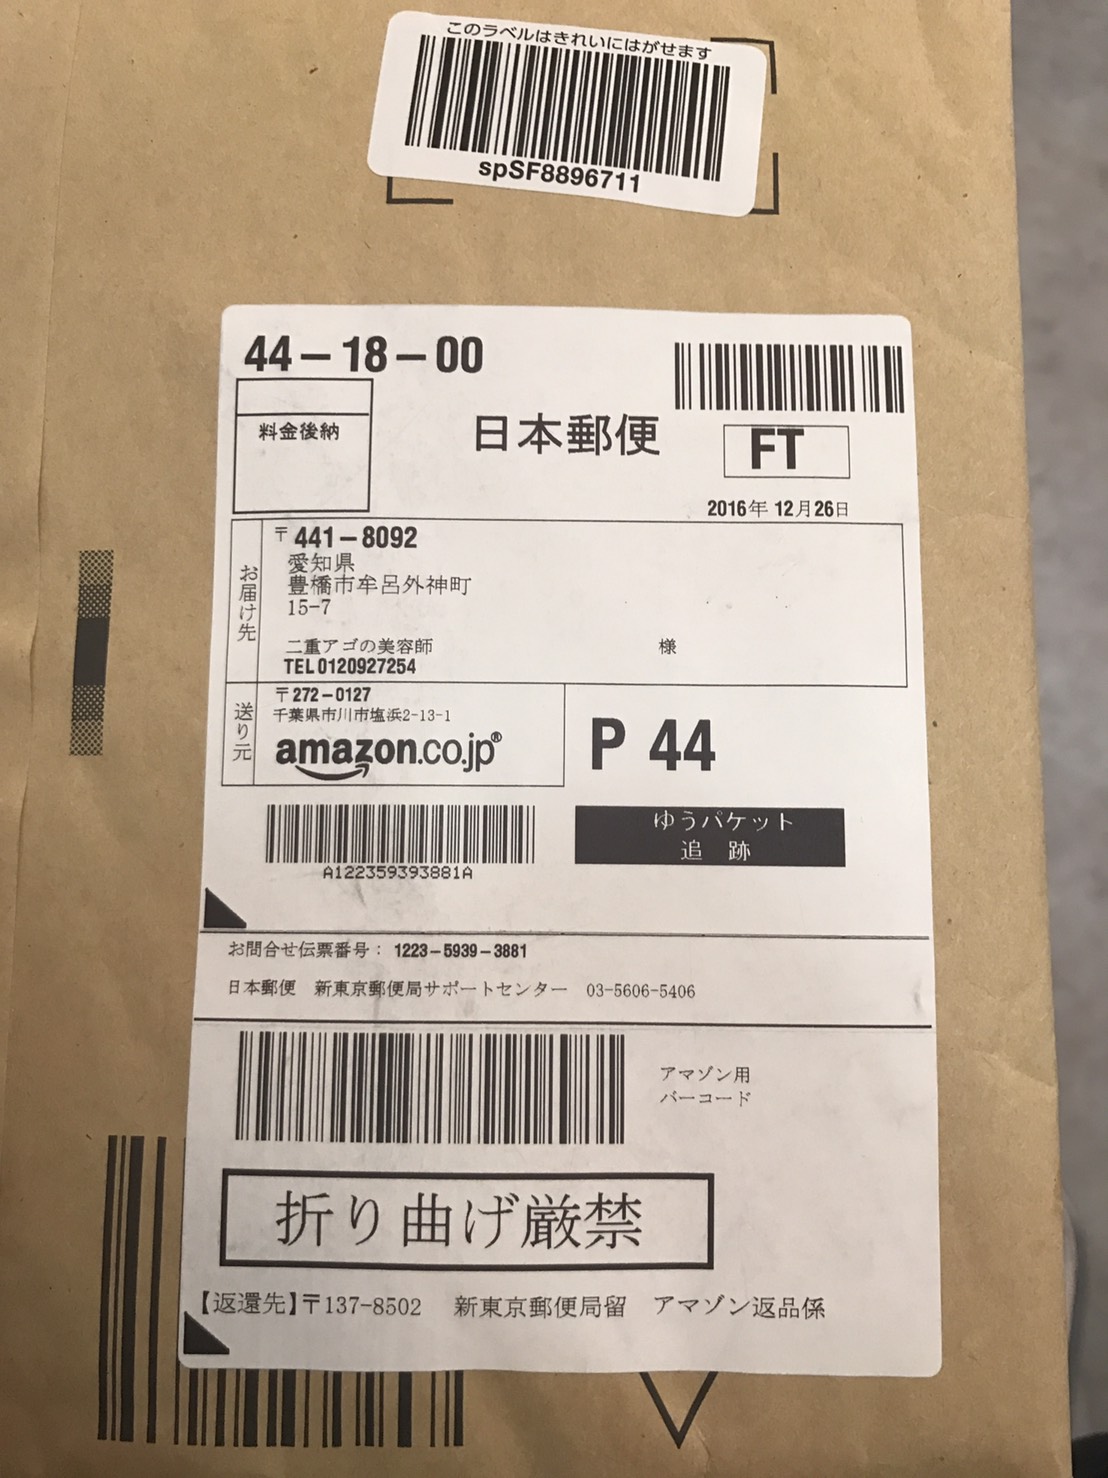 このラベルはきれいにはがせます
spSF8896711
44-18-00
料金後納
日本郵便
FT
2016年 12月26日
お届け先
〒441-8092
愛知県
豊橋市牟呂外神町
15-7
二重アゴの美容師 様
TEL0120927254
送り元
〒272-0127
千葉県市川市塩浜2-13-1
amazon.co.jp®
P 44
ゆうパケット
追 跡
A122359393881A
お問合せ伝票番号： 1223-5939-3881
日本郵便 新東京郵便局サポートセンター 03-5606-5406
アマゾン用
バーコード
折り曲げ厳禁
【返還先】〒137-8502 新東京郵便局留 アマゾン返品係